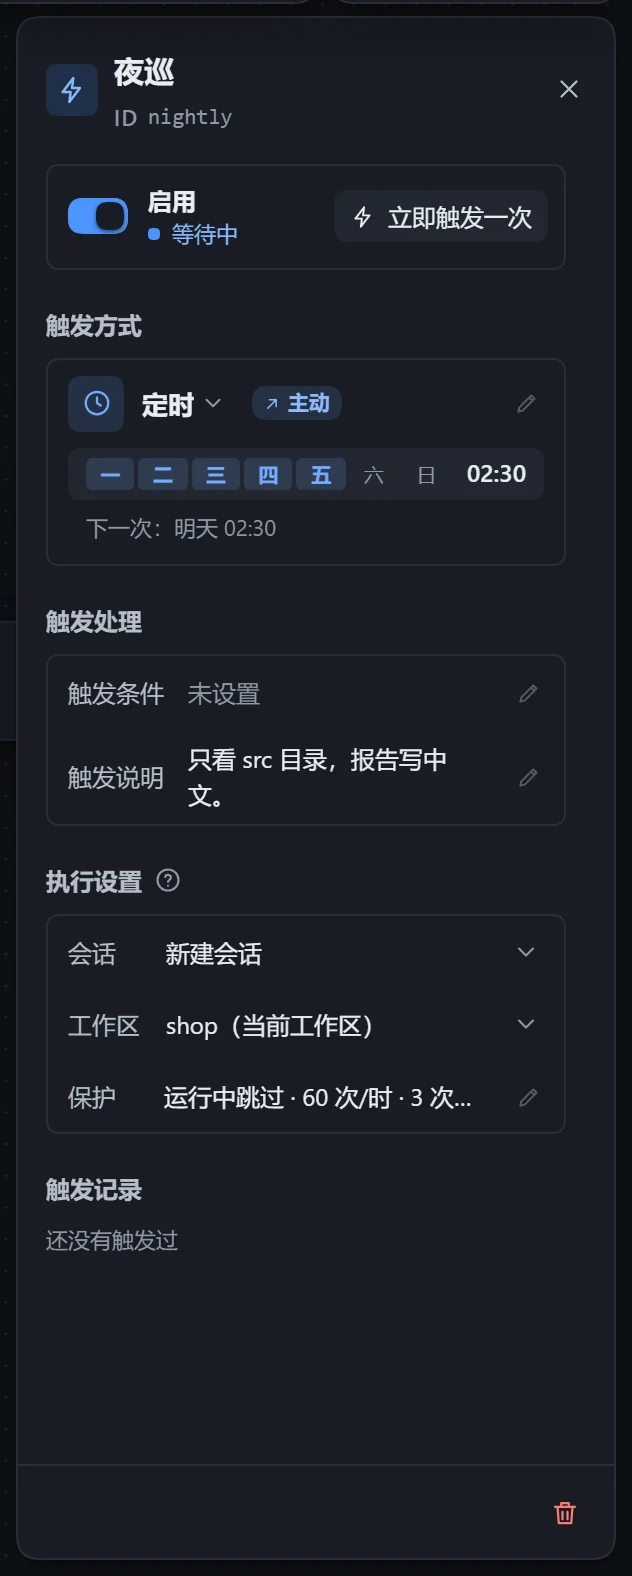 夜巡
ID nightly
启用
等待中
立即触发一次
触发方式
定时
主动
一 二 三 四 五 六 日 02:30
下一次：明天 02:30
触发处理
触发条件 未设置
触发说明 只看 src 目录，报告写中
文。
执行设置
会话 新建会话
工作区 shop（当前工作区）
保护 运行中跳过 · 60 次/时 · 3 次...
触发记录
还没有触发过